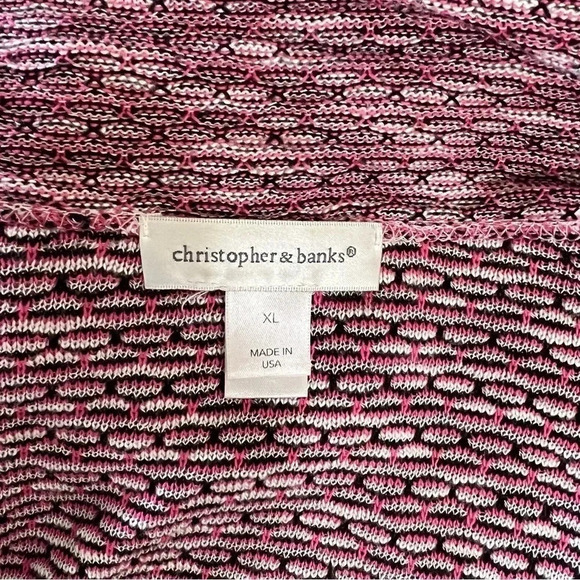 christopher & banks®
XL
MADE IN
USA